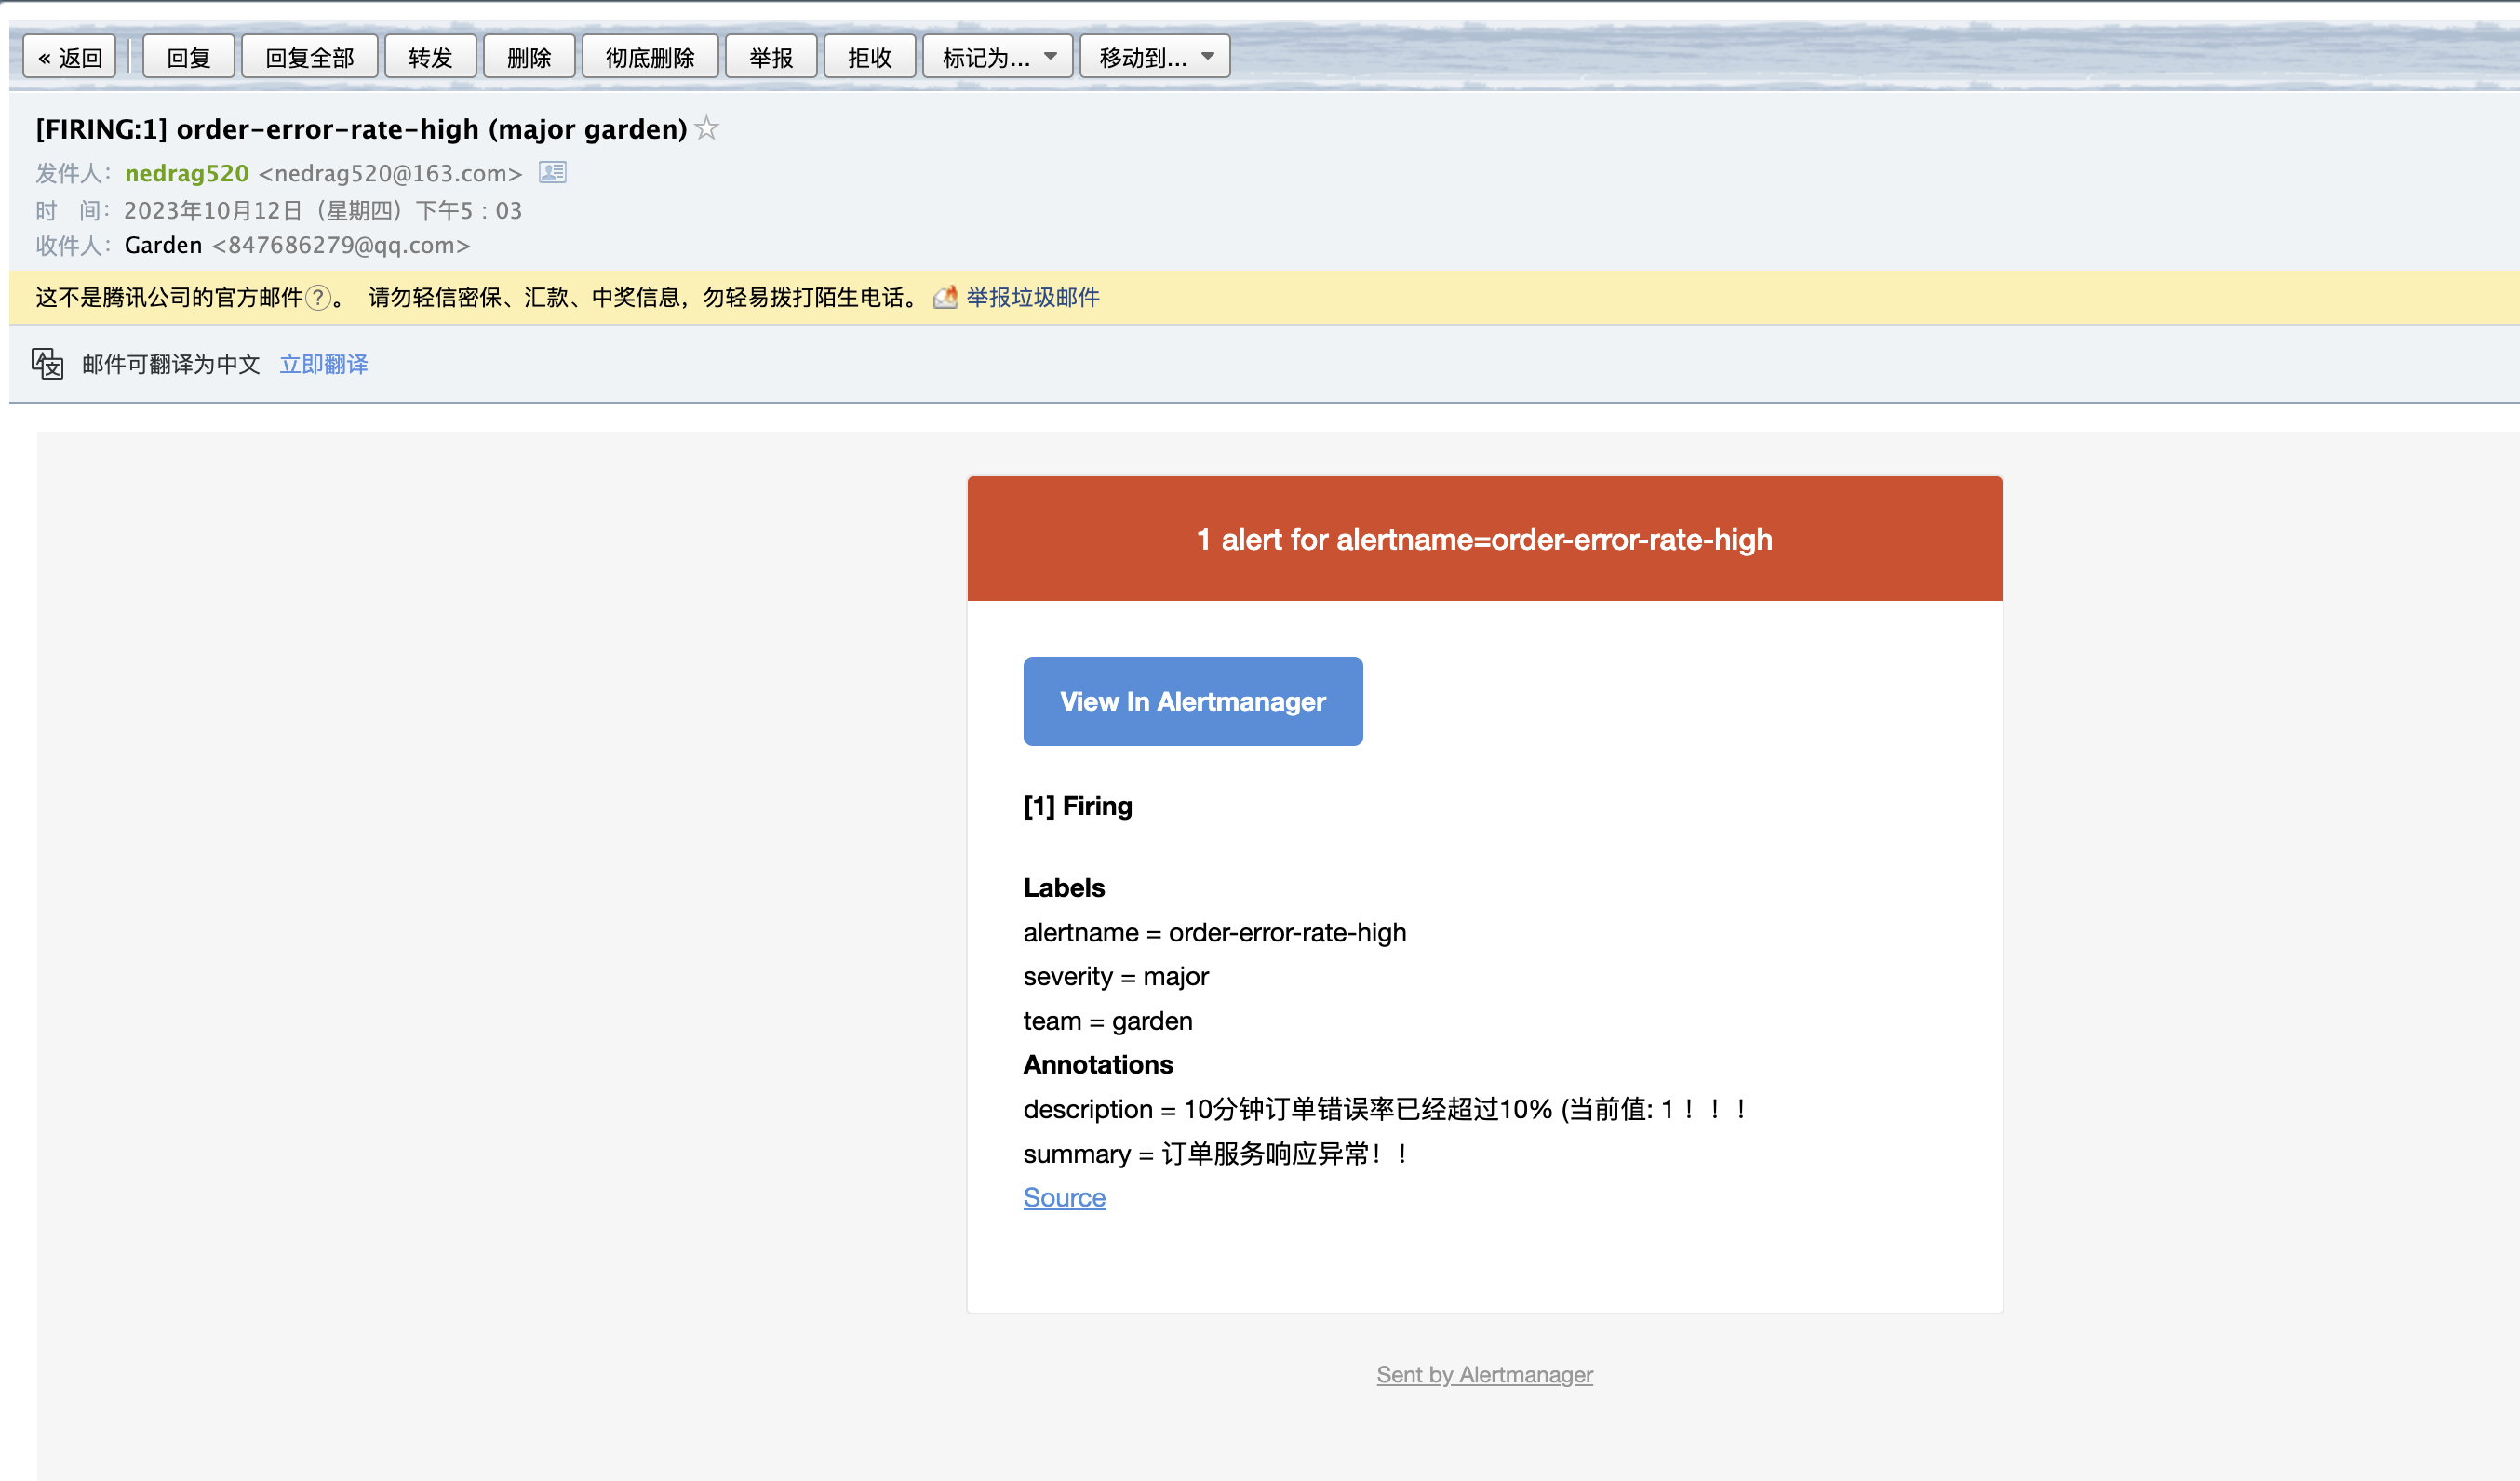 « 返回 回复 回复全部 转发 删除 彻底删除 举报 拒收 标记为... 移动到...
[FIRING:1] order-error-rate-high (major garden)
发件人： nedrag520 <nedrag520@163.com>
时 间： 2023年10月12日（星期四）下午5：03
收件人： Garden <847686279@qq.com>
这不是腾讯公司的官方邮件?。 请勿轻信密保、汇款、中奖信息，勿轻易拨打陌生电话。 举报垃圾邮件
邮件可翻译为中文 立即翻译
1 alert for alertname=order-error-rate-high
View In Alertmanager
[1] Firing
Labels
alertname = order-error-rate-high
severity = major
team = garden
Annotations
description = 10分钟订单错误率已经超过10% (当前值: 1！！！
summary = 订单服务响应异常！！
Source
Sent by Alertmanager